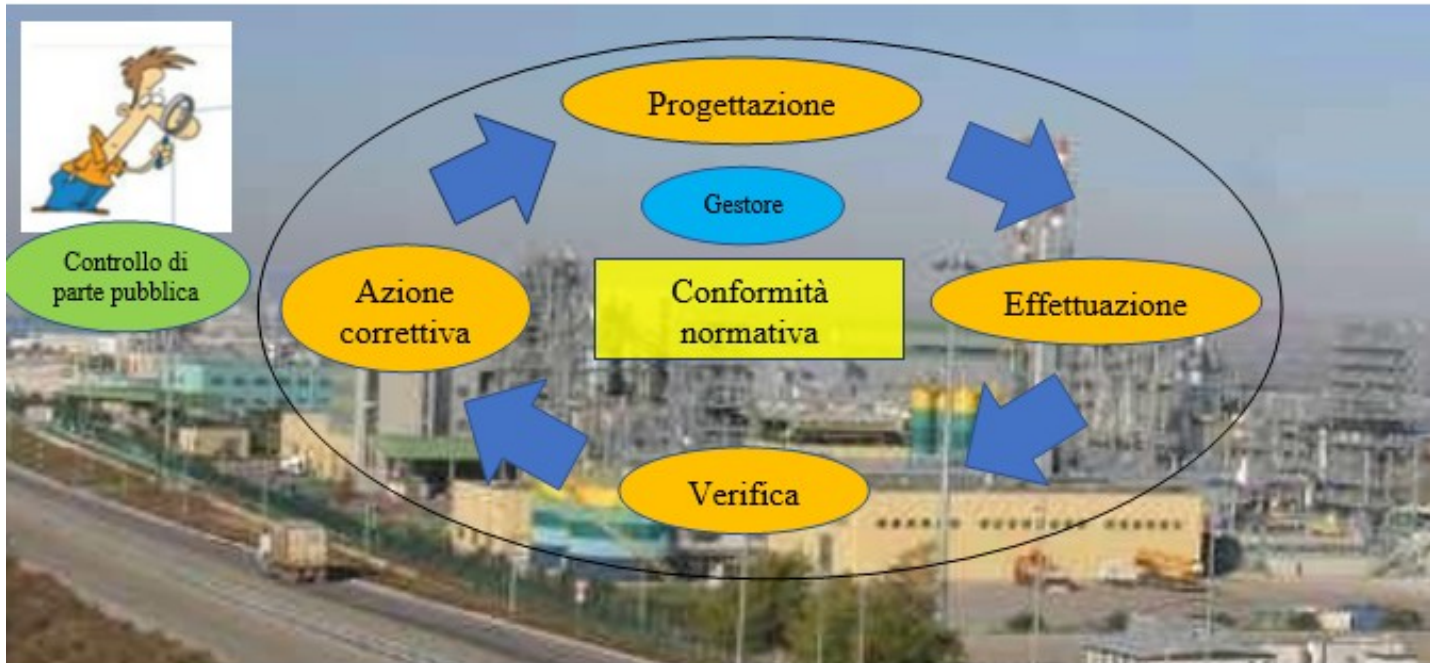 Progettazione
Gestore
Controllo di
parte pubblica
Azione
correttiva
Conformità
normativa
Effettuazione
Verifica